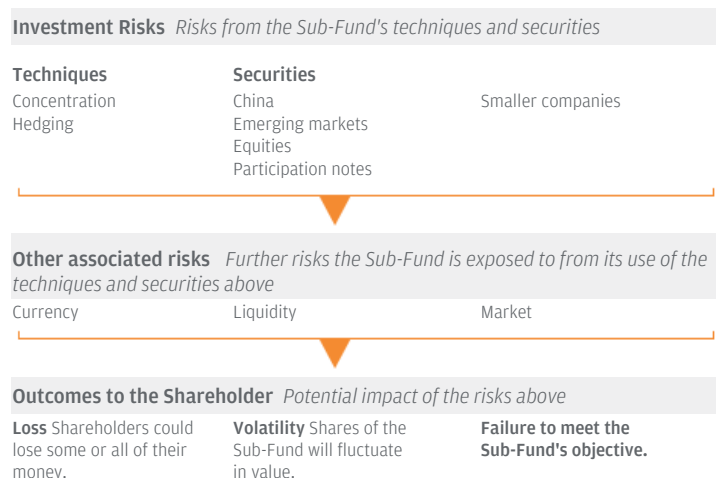 Investment Risks Risks from the Sub-Fund's techniques and securities
Techniques
Concentration
Hedging
Securities
China
Emerging markets
Equities
Participation notes
Smaller companies
Other associated risks Further risks the Sub-Fund is exposed to from its use of the
techniques and securities above
Currency
Liquidity
Market
Outcomes to the Shareholder Potential impact of the risks above
Loss Shareholders could
lose some or all of their
money.
Volatility Shares of the
Sub-Fund will fluctuate
in value.
Failure to meet the
Sub-Fund's objective.